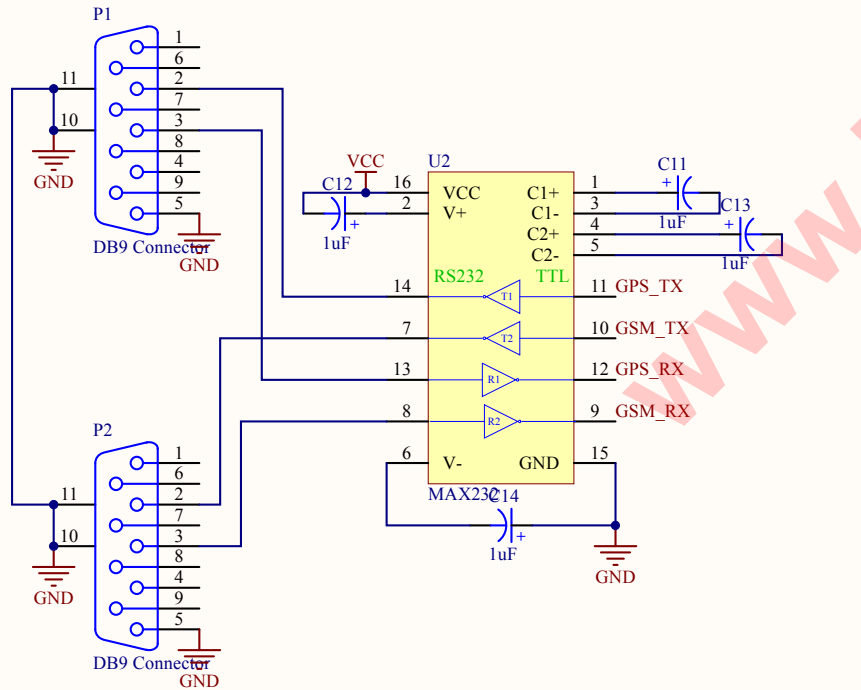 P1
1
6
2
7
3
8
4
9
5
11
10
GND
DB9 Connector
GND
VCC
C12
+
1uF
U2
16 VCC C1+ 1
2 V+ C1- 3
C2+ 4
C2- 5
C11
+
1uF
C13
+
1uF
RS232 TTL
14 T1 11 GPS_TX
7 T2 10 GSM_TX
13 R1 12 GPS_RX
8 R2 9 GSM_RX
6 V- GND 15
MAX232
C14
+
1uF
GND
P2
1
6
2
7
3
8
4
9
5
11
10
GND
DB9 Connector
GND
www.